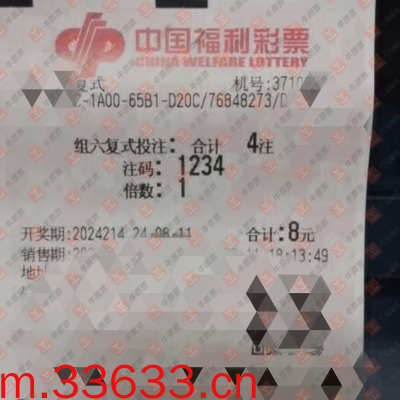 中国福利彩票
CHINA WELFARE LOTTERY
复式 机号:3710
-1A00-65B1-D20C/76848273/D
组六复式投注: 合计 4注
注码: 1234
倍数: 1
开奖期:2024214 24-08-11 合计:8元
销售期:20 18:13:49
地址
m.33633.cn